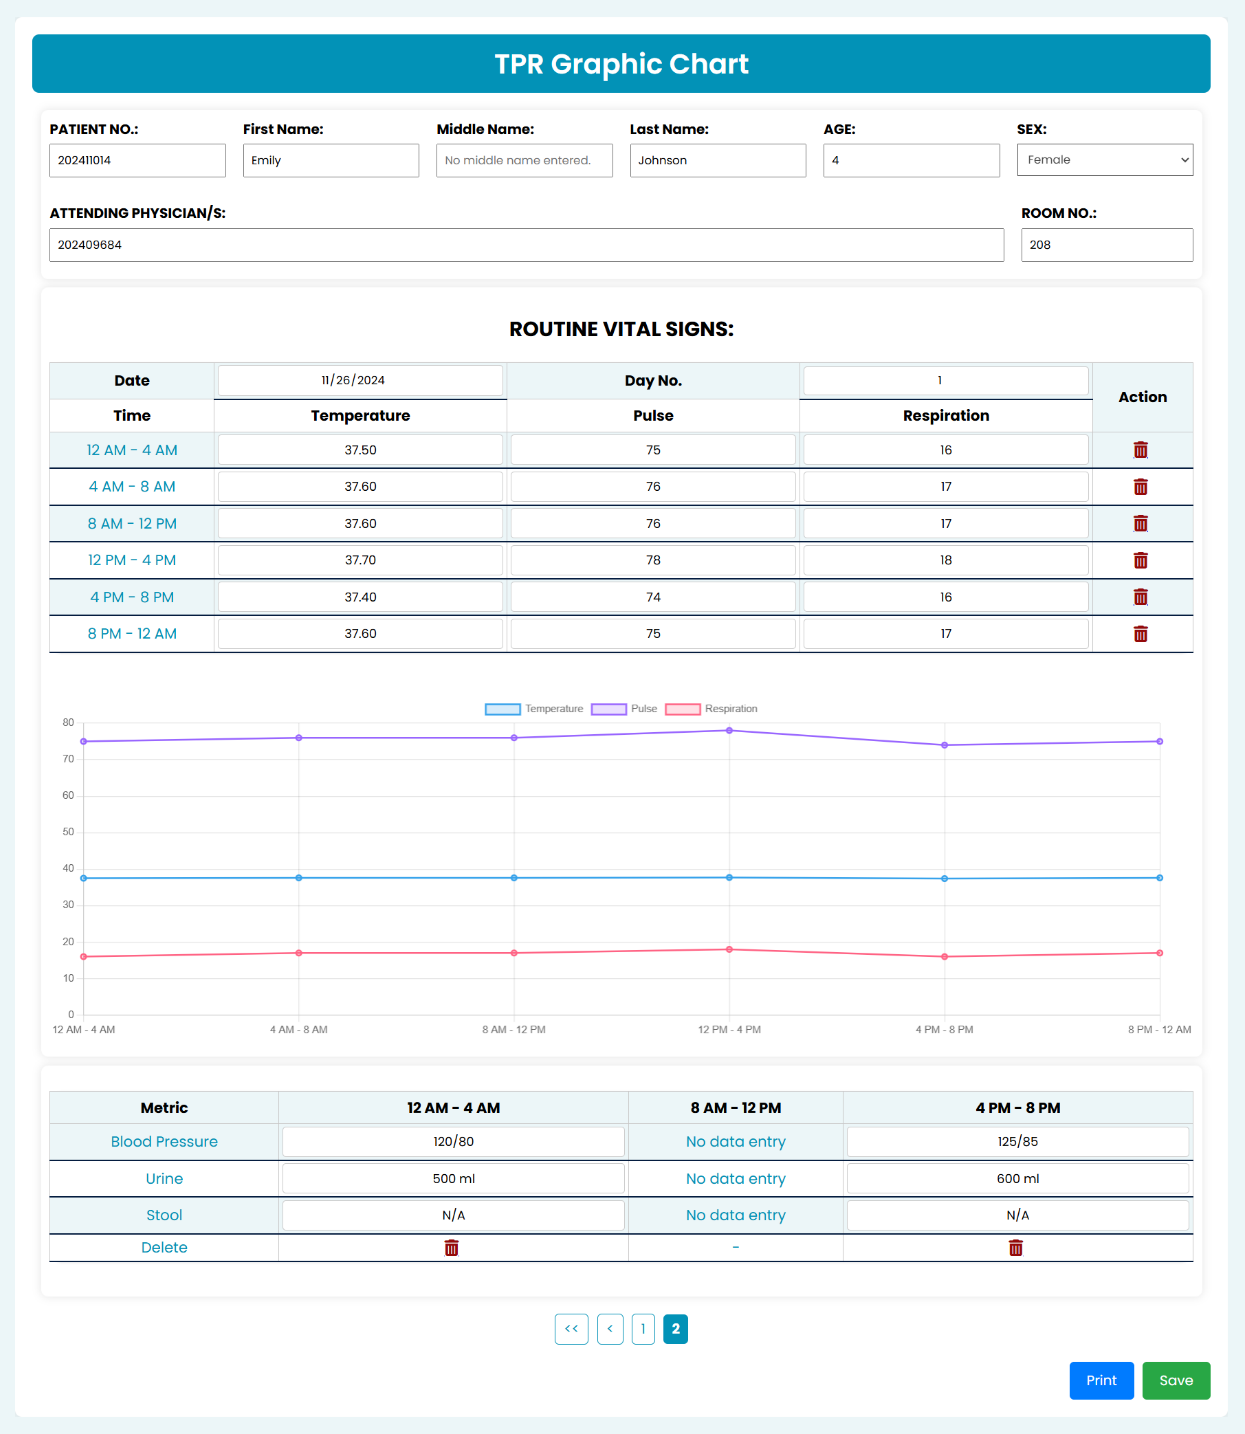 TPR Graphic Chart
PATIENT NO.: First Name: Middle Name: Last Name: AGE: SEX:
202411014 Emily No middle name entered. Johnson 4 Female
ATTENDING PHYSICIAN/S: ROOM NO.:
202409684 208
ROUTINE VITAL SIGNS:
Date 11/26/2024 Day No. 1 Action
Time Temperature Pulse Respiration
12 AM - 4 AM 37.50 75 16
4 AM - 8 AM 37.60 76 17
8 AM - 12 PM 37.60 76 17
12 PM - 4 PM 37.70 78 18
4 PM - 8 PM 37.40 74 16
8 PM - 12 AM 37.60 75 17
Temperature Pulse Respiration
80
70
60
50
40
30
20
10
0
12 AM - 4 AM 4 AM - 8 AM 8 AM - 12 PM 12 PM - 4 PM 4 PM - 8 PM 8 PM - 12 AM
Metric 12 AM - 4 AM 8 AM - 12 PM 4 PM - 8 PM
Blood Pressure 120/80 No data entry 125/85
Urine 500 ml No data entry 600 ml
Stool N/A No data entry N/A
Delete -
<< < 1 2
Print Save